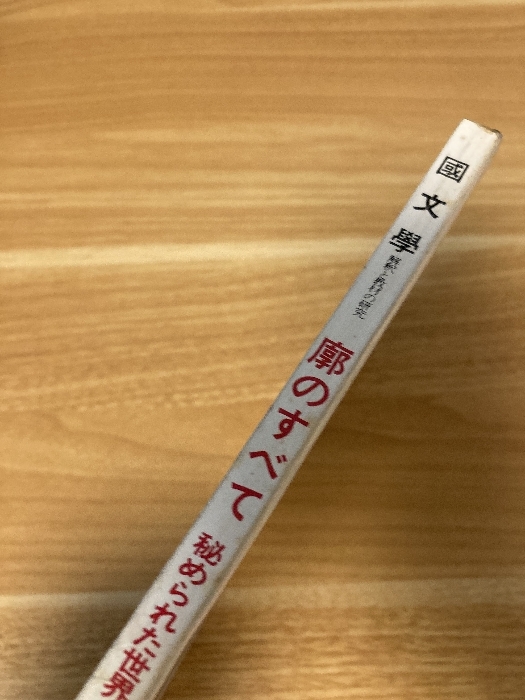 國文學
解釈と教材の研究
廓のすべて
秘められた世界